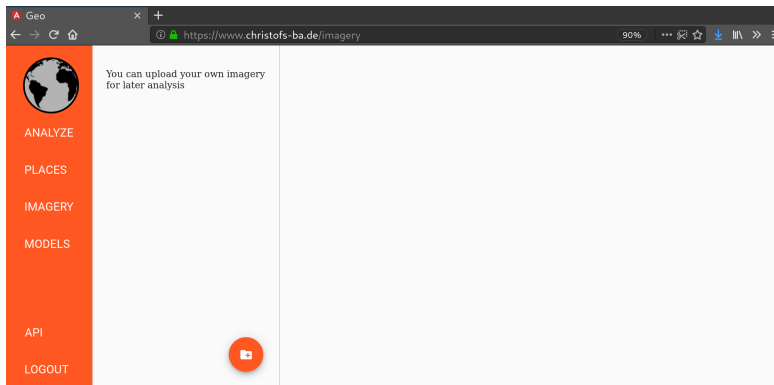 Geo
https://www.christofs-ba.de/imagery
90%
You can upload your own imagery
for later analysis
ANALYZE
PLACES
IMAGERY
MODELS
API
LOGOUT